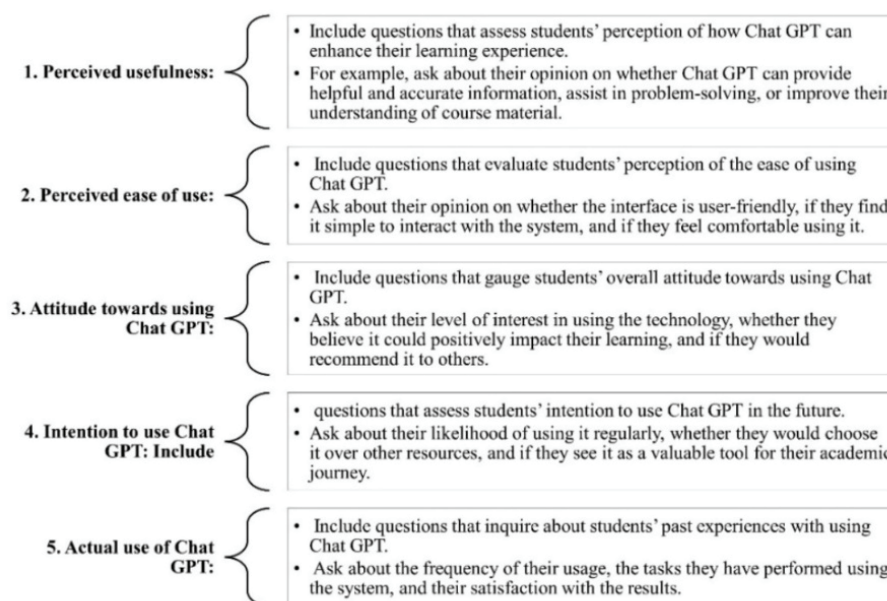 1. Perceived usefulness:
• Include questions that assess students' perception of how Chat GPT can
enhance their learning experience.
• For example, ask about their opinion on whether Chat GPT can provide
helpful and accurate information, assist in problem-solving, or improve their
understanding of course material.
2. Perceived ease of use:
• Include questions that evaluate students' perception of the ease of using
Chat GPT.
• Ask about their opinion on whether the interface is user-friendly, if they find
it simple to interact with the system, and if they feel comfortable using it.
3. Attitude towards using
Chat GPT:
• Include questions that gauge students' overall attitude towards using Chat
GPT.
• Ask about their level of interest in using the technology, whether they
believe it could positively impact their learning, and if they would
recommend it to others.
4. Intention to use Chat
GPT: Include
• questions that assess students' intention to use Chat GPT in the future.
• Ask about their likelihood of using it regularly, whether they would choose
it over other resources, and if they see it as a valuable tool for their academic
journey.
5. Actual use of Chat
GPT:
• Include questions that inquire about students' past experiences with using
Chat GPT.
• Ask about the frequency of their usage, the tasks they have performed using
the system, and their satisfaction with the results.